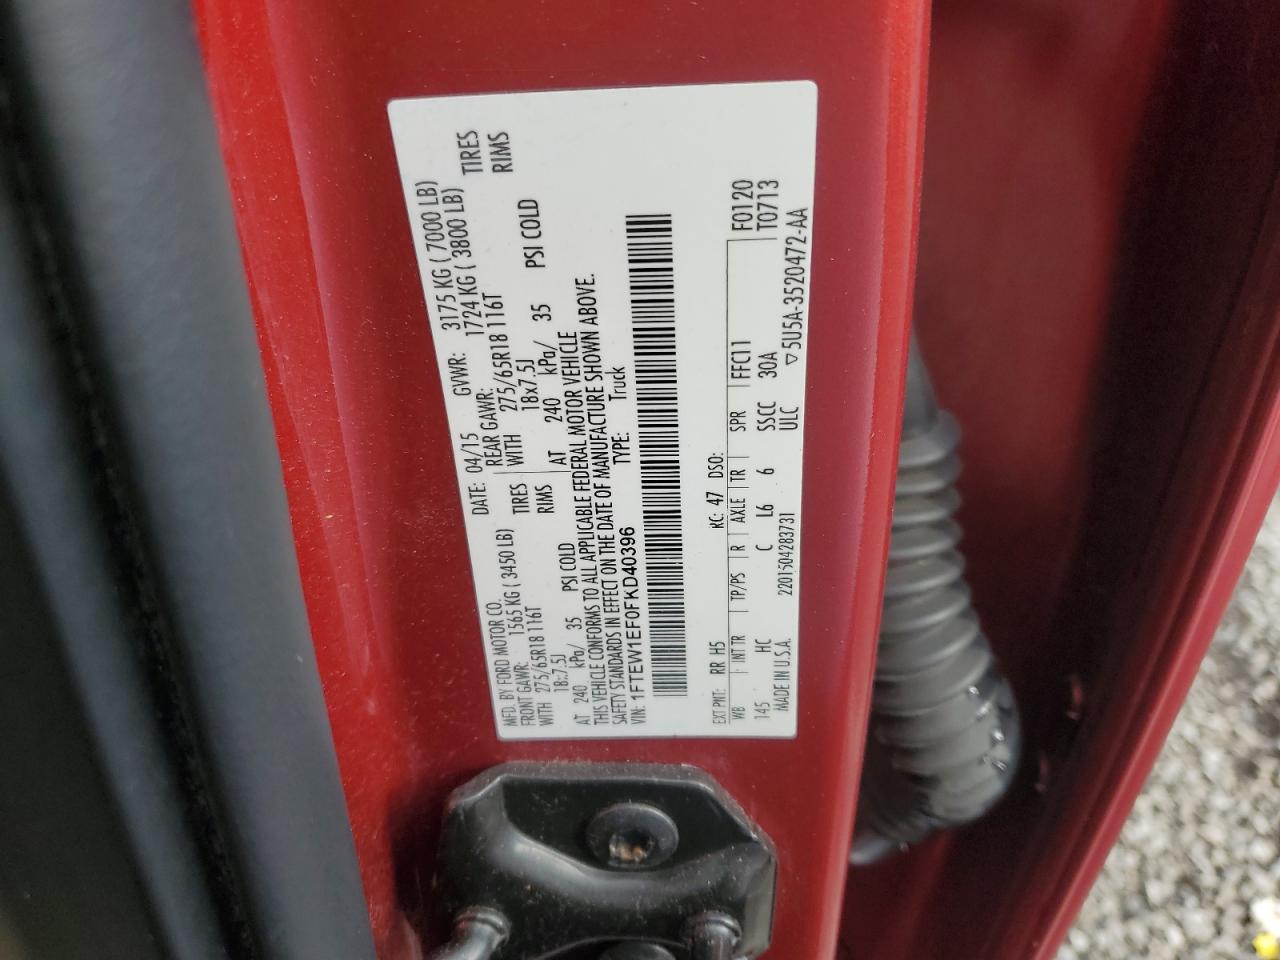 MFD. BY FORD MOTOR CO.
DATE: 04/15 GVWR: 3175 KG ( 7000 LB)
FRONT GAWR: 1565 KG ( 3450 LB)
REAR GAWR: 1724 KG ( 3800 LB)
WITH 275/65R18 116T TIRES
WITH 275/65R18 116T TIRES
18x7.5J RIMS
18x7.5J RIMS
AT 240 kPa/ 35 PSI COLD
AT 240 kPa/ 35 PSI COLD
THIS VEHICLE CONFORMS TO ALL APPLICABLE FEDERAL MOTOR VEHICLE
SAFETY STANDARDS IN EFFECT ON THE DATE OF MANUFACTURE SHOWN ABOVE.
VIN: 1FTEW1EF0FKD40396 TYPE: Truck
EXT PNT: RR H5 RC: 47 DSO: F0120
WB INT TR TP/PS R AXLE TR SPR FFC11 T0713
145 HC C L6 6 SSCC 30A
MADE IN U.S.A. 2201504283731 ULC ▽5U5A-3520472-AA